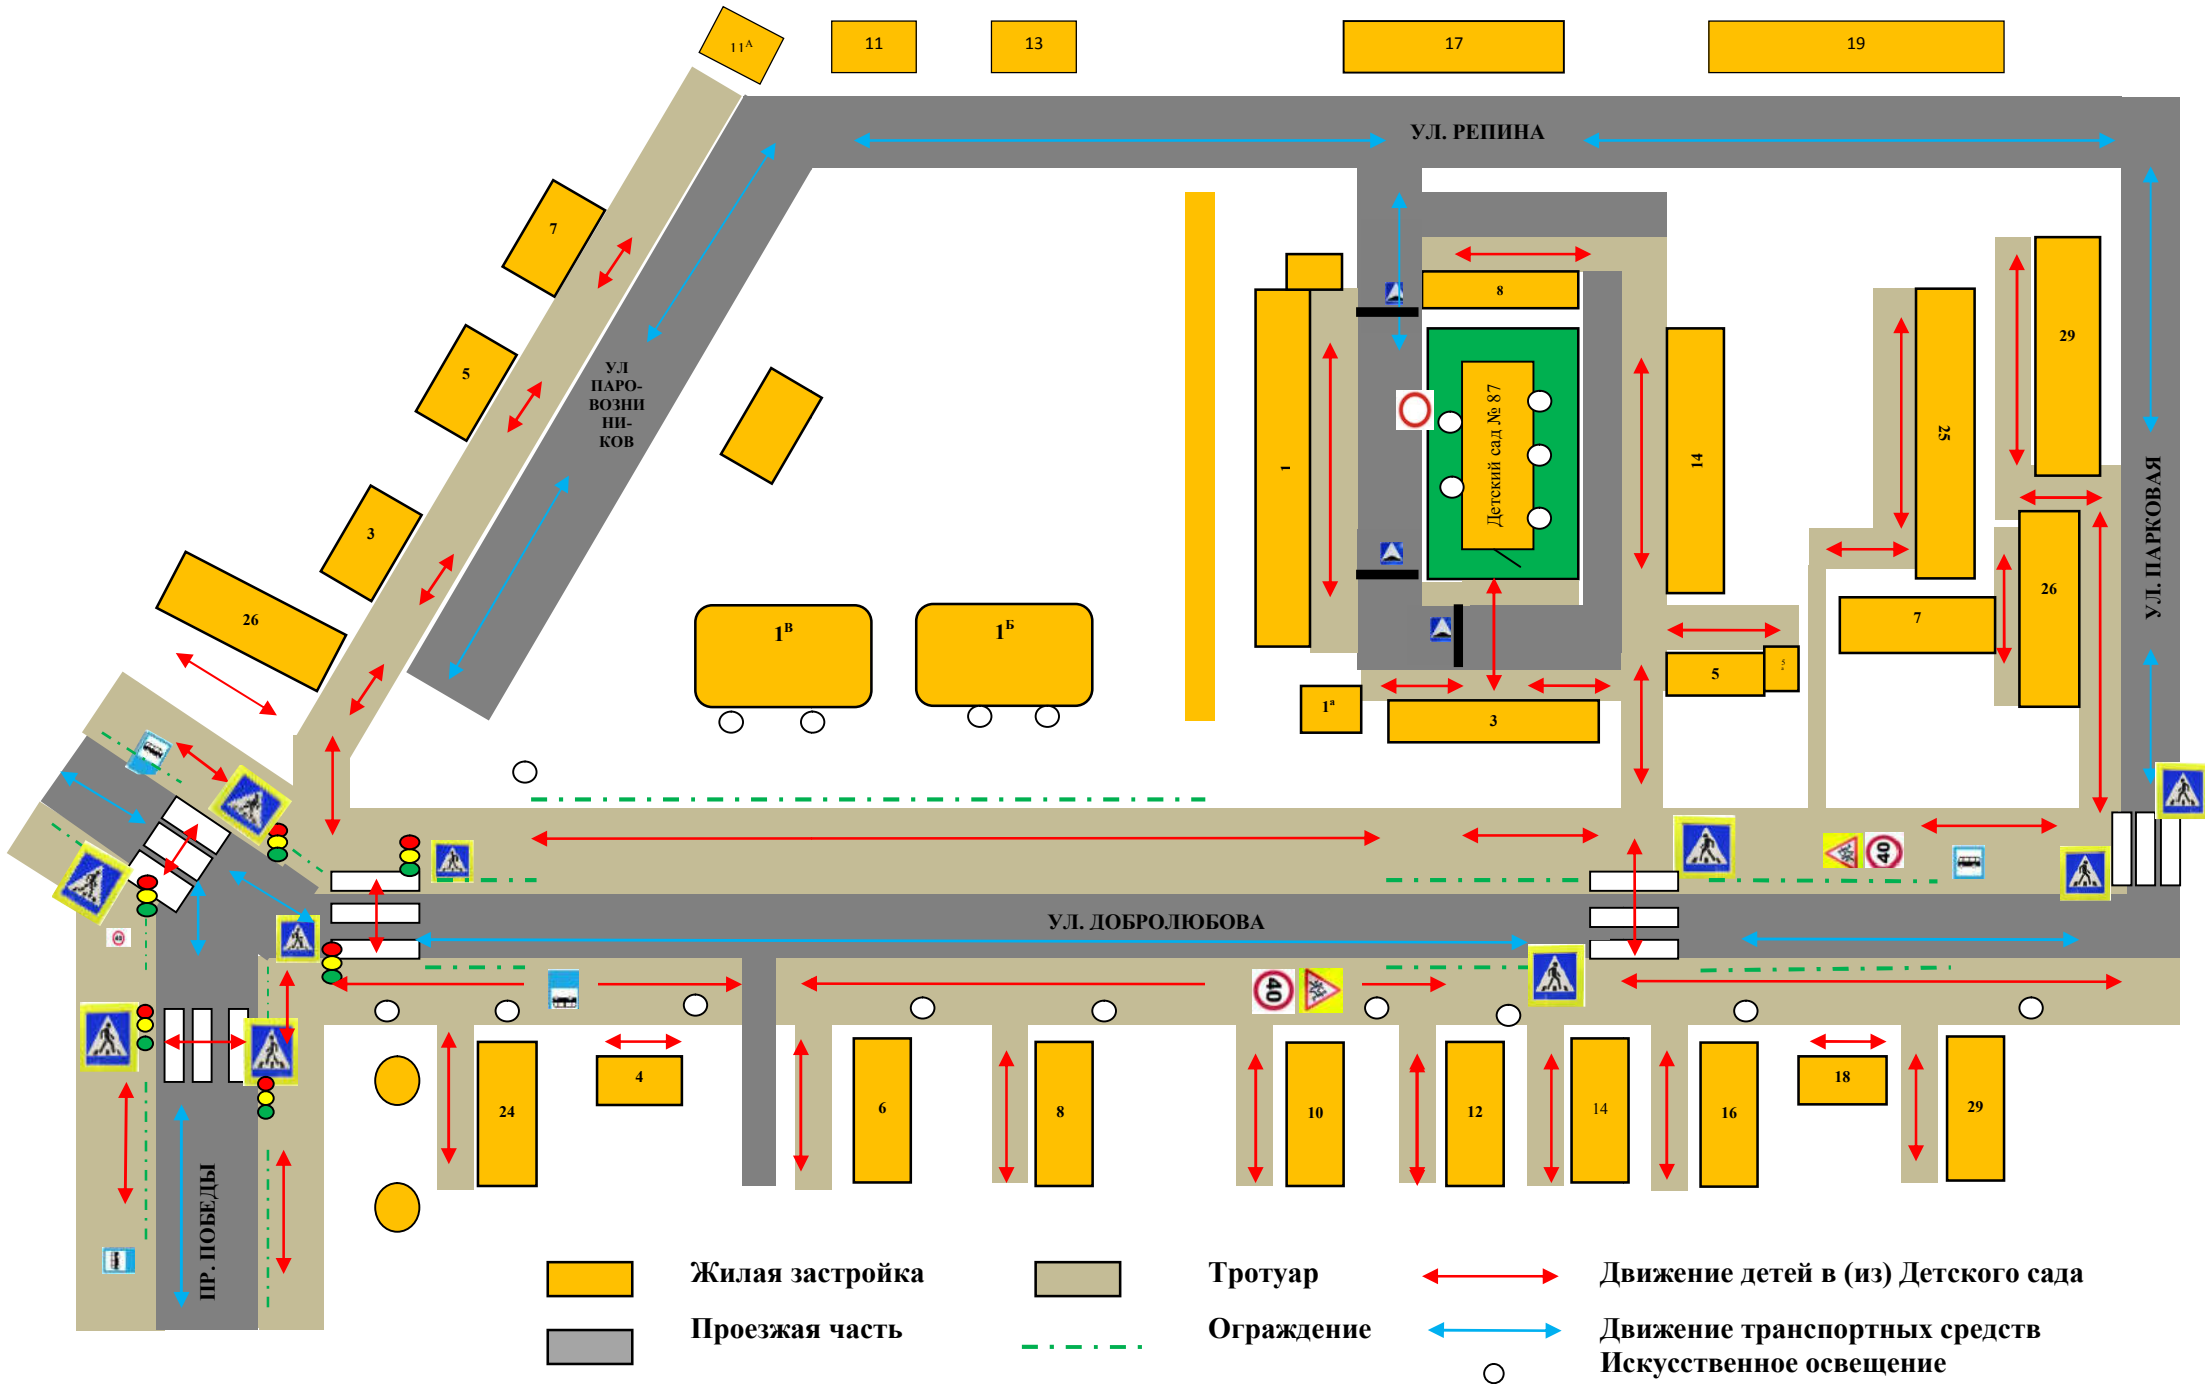 11А
11
13
17
19
УЛ. РЕПИНА
7
5
3
26
УЛ
ПАРО-
ВОЗНИ
НИ-
КОВ
8
1
Детский сад № 87
14
25
29
26
7
УЛ. ПАРКОВАЯ
1В
1Б
5
1а
3
40
40
УЛ. ДОБРОЛЮБОВА
40
24
4
6
8
10
12
14
16
18
29
ПР. ПОБЕДЫ
Жилая застройка
Тротуар
Движение детей в (из) Детского сада
Проезжая часть
Ограждение
Движение транспортных средств
Искусственное освещение